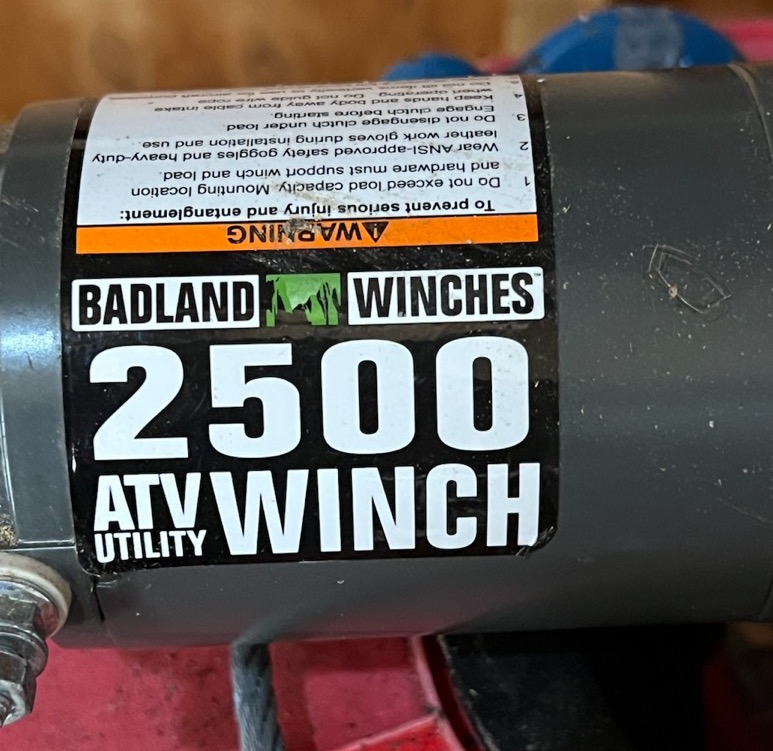 BADLAND WINCHES™
2500
ATV UTILITY WINCH
⚠WARNING
To prevent serious injury and entanglement:
1 Do not exceed load capacity. Mounting location
and hardware must support winch and load.
2 Wear ANSI-approved safety goggles and heavy-duty
leather work gloves during installation and use.
3 Do not disengage clutch under load.
Engage clutch before starting.
4 Keep hands and body away from cable intake
when operating. Do not guide wire rope